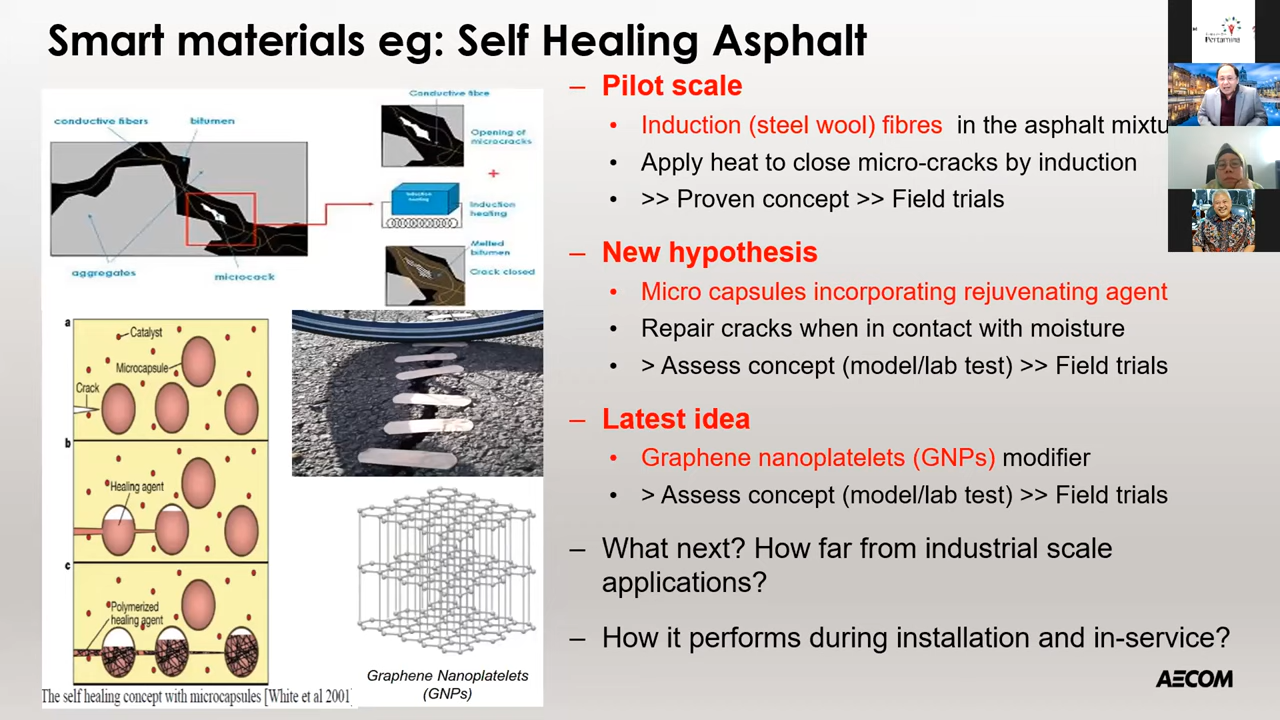 Smart materials eg: Self Healing Asphalt
Conductive fibre
conductive fibers
bitumen
Opening of
microcracks
+
Induction
heating
Induction
heating
Melted
bitumen
Crack closed
aggregates
microcack
a
Catalyst
Microcapsule
Crack
b
Healing agent
c
Polymerized
healing agent
The self healing concept with microcapsules [White et al 2001]
Graphene Nanoplatelets
(GNPs)
– Pilot scale
• Induction (steel wool) fibres in the asphalt mixtu
• Apply heat to close micro-cracks by induction
• >> Proven concept >> Field trials
– New hypothesis
• Micro capsules incorporating rejuvenating agent
• Repair cracks when in contact with moisture
• > Assess concept (model/lab test) >> Field trials
– Latest idea
• Graphene nanoplatelets (GNPs) modifier
• > Assess concept (model/lab test) >> Field trials
– What next? How far from industrial scale
applications?
– How it performs during installation and in-service?
AECOM
Pertamina